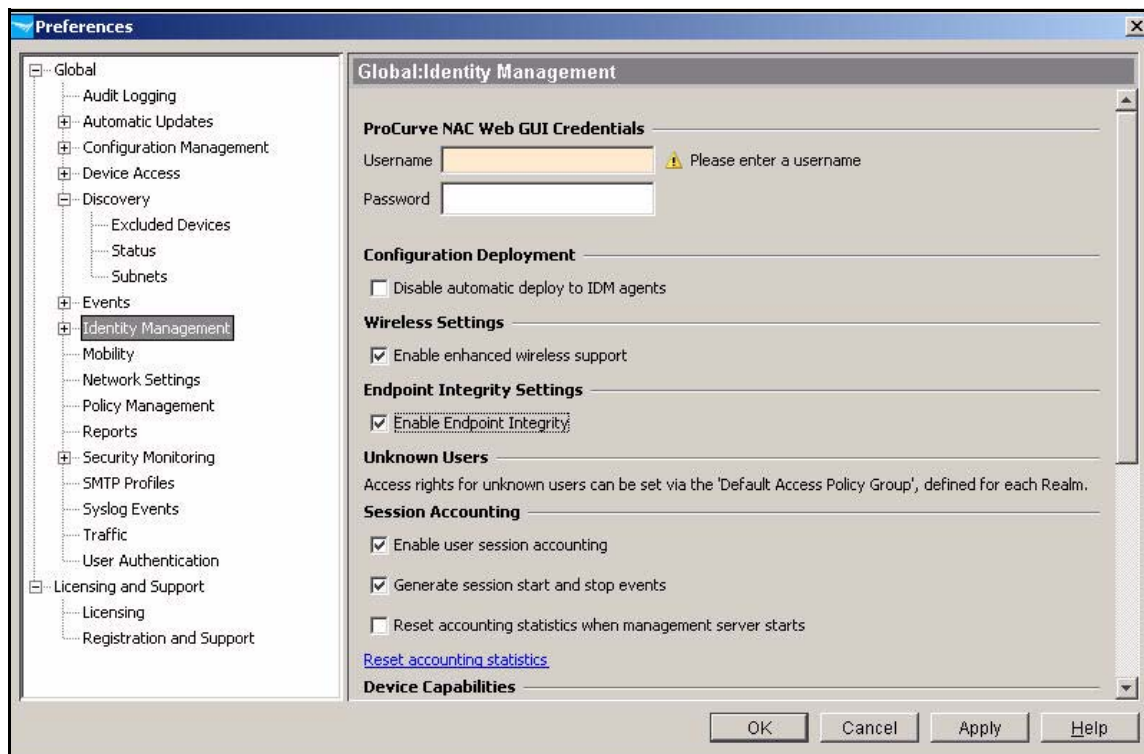 Preferences
Global
Audit Logging
Automatic Updates
Configuration Management
Device Access
Discovery
Excluded Devices
Status
Subnets
Events
Identity Management
Mobility
Network Settings
Policy Management
Reports
Security Monitoring
SMTP Profiles
Syslog Events
Traffic
User Authentication
Licensing and Support
Licensing
Registration and Support
Global:Identity Management
ProCurve NAC Web GUI Credentials
Username Please enter a username
Password
Configuration Deployment
Disable automatic deploy to IDM agents
Wireless Settings
Enable enhanced wireless support
Endpoint Integrity Settings
Enable Endpoint Integrity
Unknown Users
Access rights for unknown users can be set via the 'Default Access Policy Group', defined for each Realm.
Session Accounting
Enable user session accounting
Generate session start and stop events
Reset accounting statistics when management server starts
Reset accounting statistics
Device Capabilities
OK Cancel Apply Help